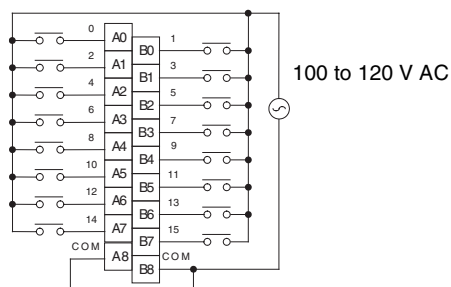 0 A0
B0 1
2 A1
B1 3
100 to 120 V AC
4 A2
B2 5
6 A3
B3 7
8 A4
B4 9
10 A5
B5 11
12 A6
B6 13
14 A7
B7 15
COM A8
B8 COM